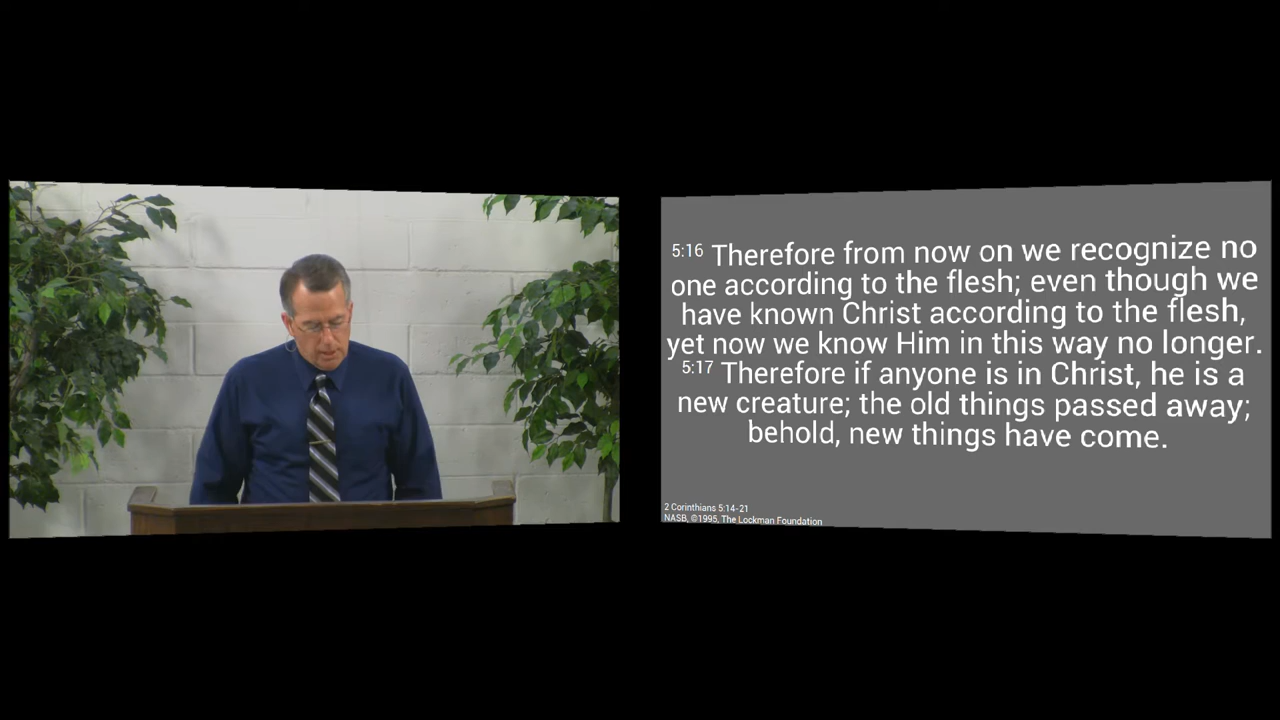 5:16 Therefore from now on we recognize no
one according to the flesh; even though we
have known Christ according to the flesh,
yet now we know Him in this way no longer.
5:17 Therefore if anyone is in Christ, he is a
new creature; the old things passed away;
behold, new things have come.
2 Corinthians 5:14-21
NASB, ©1995, The Lockman Foundation